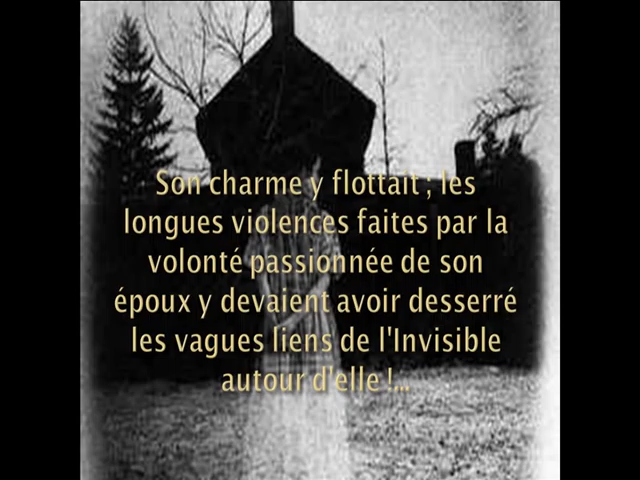 Son charme y flottait ; les
longues violences faites par la
volonté passionnée de son
époux y devaient avoir desserré
les vagues liens de l'Invisible
autour d'elle !...